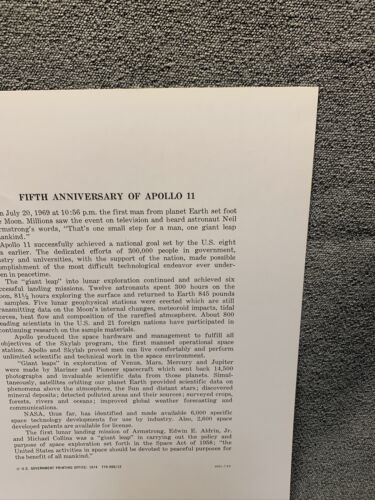 FIFTH ANNIVERSARY OF APOLLO 11
n July 20, 1969 at 10:56 p.m. the first man from planet Earth set foot
e Moon. Millions saw the event on television and heard astronaut Neil
rmstrong's words, "That's one small step for a man, one giant leap
mankind."
Apollo 11 successfully achieved a national goal set by the U.S. eight
s earlier. The dedicated efforts of 300,000 people in government,
stry and universities, with the support of the nation, made possible
omplishment of the most difficult technological endeavor ever under-
en in peacetime.
The "giant leap" into lunar exploration continued and achieved six
ccessful landing missions. Twelve astronauts spent 300 hours on the
oon, 81½ hours exploring the surface and returned to Earth 845 pounds
samples. Five lunar geophysical stations were erected which are still
ransmitting data on the Moon's internal changes, meteoroid impacts, tidal
orces, heat flow and composition of the rarefied atmosphere. About 800
eading scientists in the U.S. and 21 foreign nations have participated in
continuing research on the sample materials.
Apollo produced the space hardware and management to fulfill all
objectives of the Skylab program, the first manned operational space
station. Apollo and Skylab proved men can live comfortably and perform
unlimited scientific and technical work in the space environment.
"Giant leaps" in exploration of Venus, Mars, Mercury and Jupiter
were made by Mariner and Pioneer spacecraft which sent back 14,500
photographs and invaluable scientific data from those planets. Simul-
taneously, satellites orbiting our planet Earth provided scientific data on
phenomena above the atmosphere, the Sun and distant stars; discovered
mineral deposits; detected polluted areas and their sources; surveyed crops,
forests, rivers and oceans; improved global weather forecasting and
communications.
NASA, thus far, has identified and made available 6,000 specific
space technology developments for use by industry. Also, 2,600 space
developed patents are available for license.
The first lunar landing mission of Armstrong, Edwin E. Aldrin, Jr.
and Michael Collins was a "giant leap" in carrying out the policy and
purpose of space exploration set forth in the Space Act of 1958; "the
United States activities in space should be devoted to peaceful purposes for
the benefit of all mankind."
U.S. GOVERNMENT PRINTING OFFICE: 1974